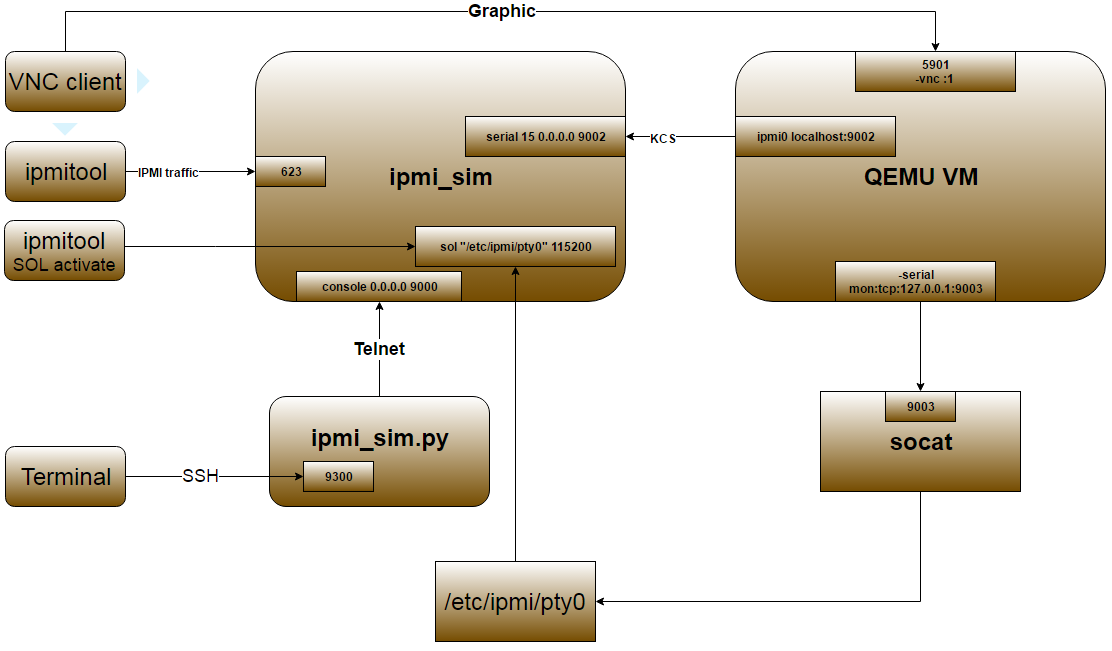 Graphic
VNC client
5901
-vnc :1
serial 15 0.0.0.0 9002
KCS
ipmi0 localhost:9002
ipmitool
IPMI traffic
623
ipmi_sim
QEMU VM
ipmitool
SOL activate
sol "/etc/ipmi/pty0" 115200
console 0.0.0.0 9000
-serial
mon:tcp:127.0.0.1:9003
Telnet
9003
socat
ipmi_sim.py
Terminal
SSH
9300
/etc/ipmi/pty0